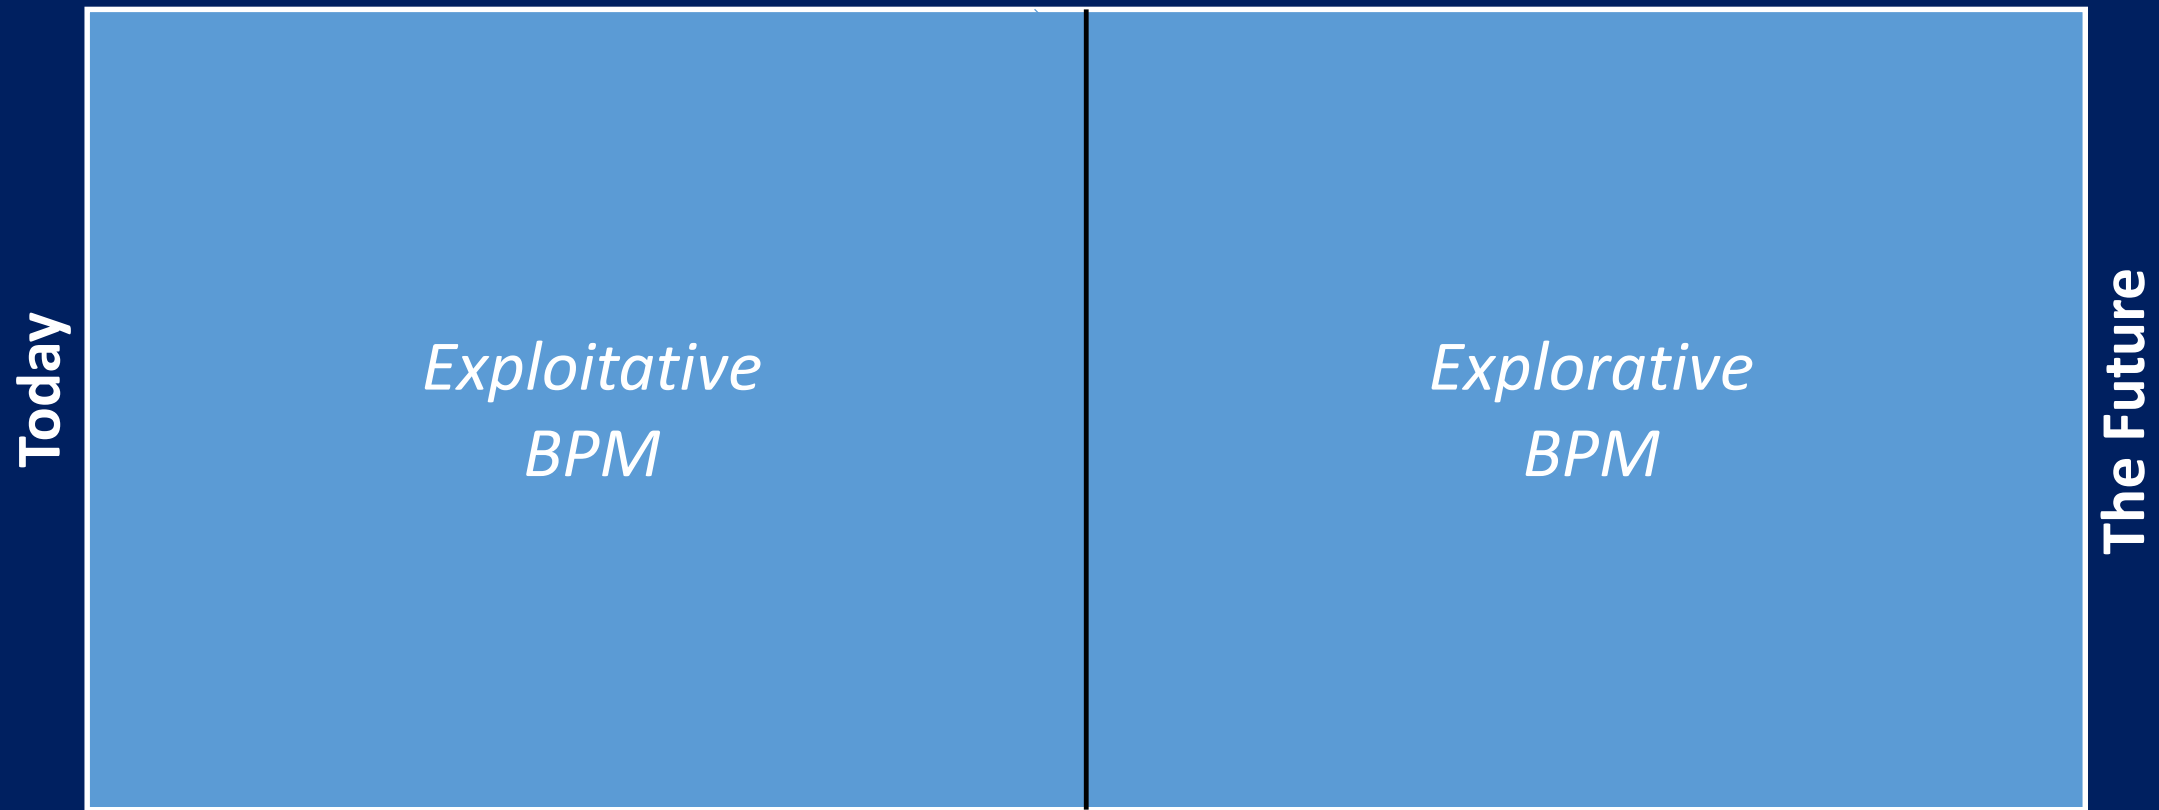 Today
Exploitative
BPM
Explorative
BPM
The Future